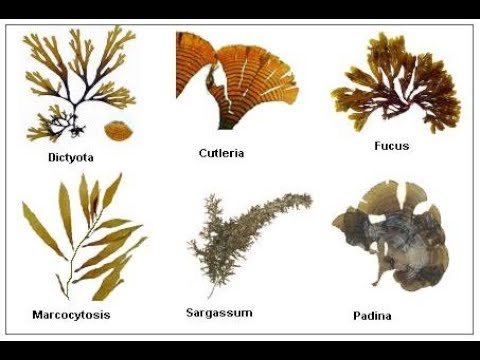 Dictyota
Cutleria
Fucus
Marcocytosis
Sargassum
Padina